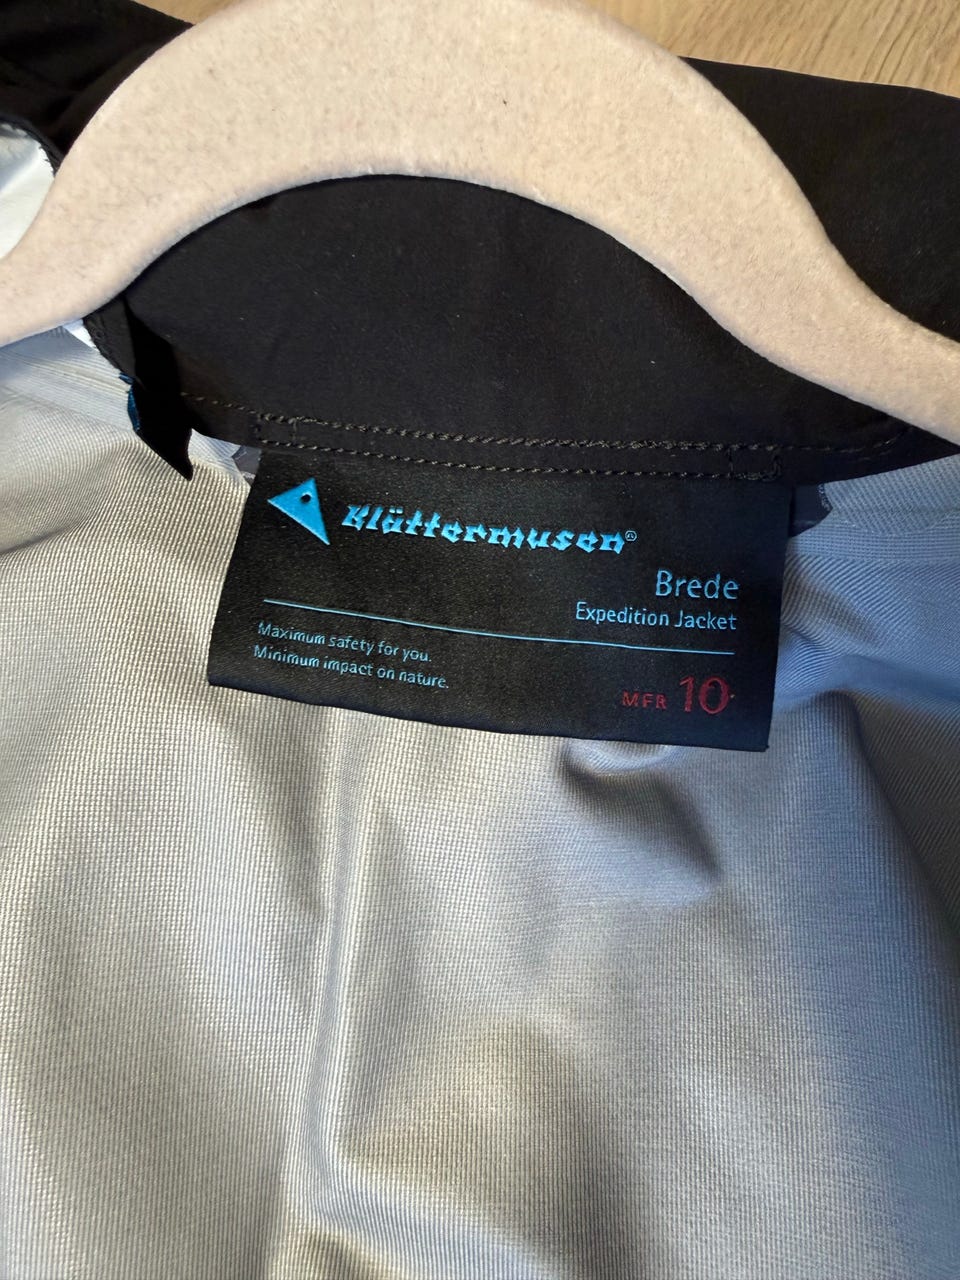 Klättermusen®
Brede
Expedition Jacket
Maximum safety for you.
Minimum impact on nature.
MFR 10